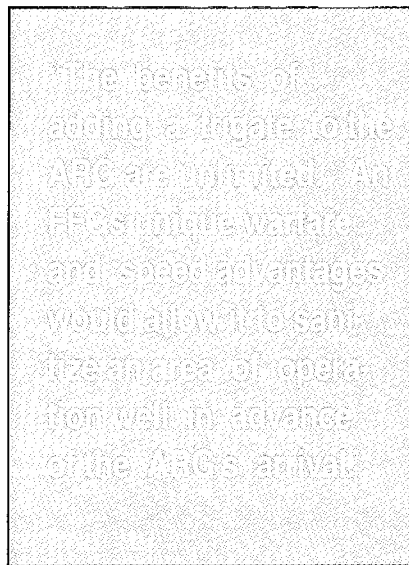 "The benefits of
adding a frigate to the
ARG are unlimited. An
FFG's unique warfare
and speed advantages
would allow it to sani-
tize an area of opera-
tion well in advance
of the ARG's arrival."